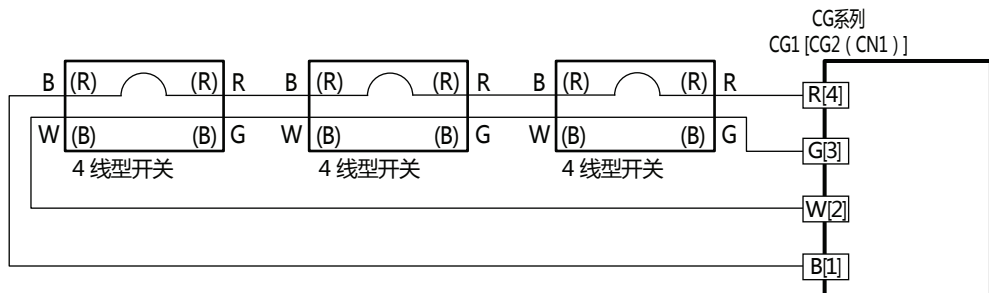 CG系列
CG1 [CG2 ( CN1 ) ]
B (R) (R) R B (R) (R) R B (R) (R) R R[4]
W (B) (B) G W (B) (B) G W (B) (B) G G[3]
4 线型开关 4 线型开关 4 线型开关
W[2]
B[1]